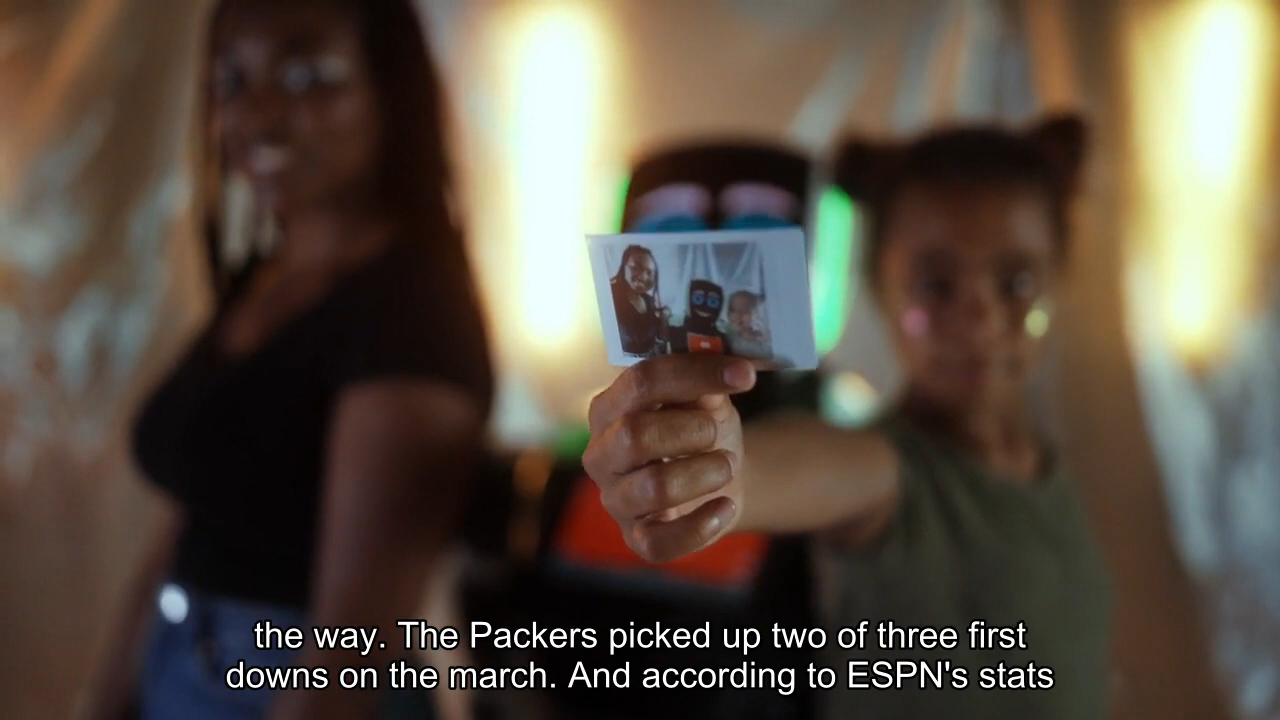 the way. The Packers picked up two of three first
downs on the march. And according to ESPN's stats